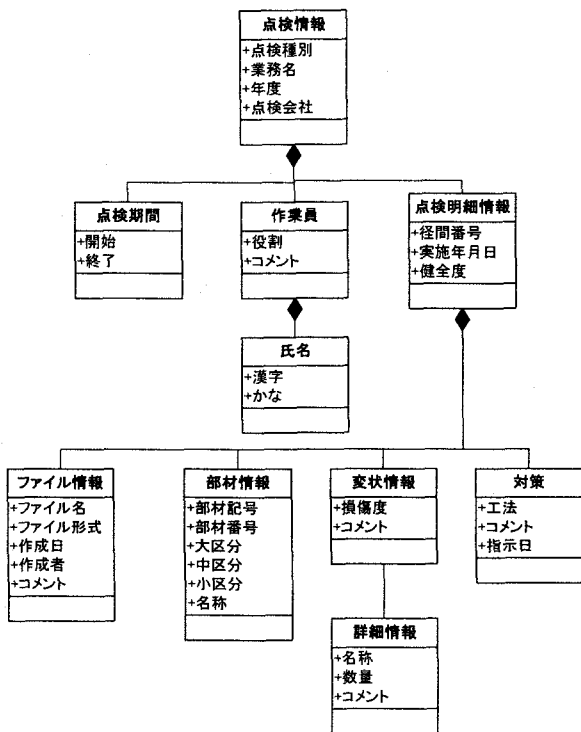 点検情報
+点検種別
+業務名
+年度
+点検会社
点検期間
+開始
+終了
作業員
+役割
+コメント
点検明細情報
+径間番号
+実施年月日
+健全度
氏名
+漢字
+かな
ファイル情報
+ファイル名
+ファイル形式
+作成日
+作成者
+コメント
部材情報
+部材記号
+部材番号
+大区分
+中区分
+小区分
+名称
変状情報
+損傷度
+コメント
対策
+工法
+コメント
+指示日
詳細情報
+名称
+数量
+コメント